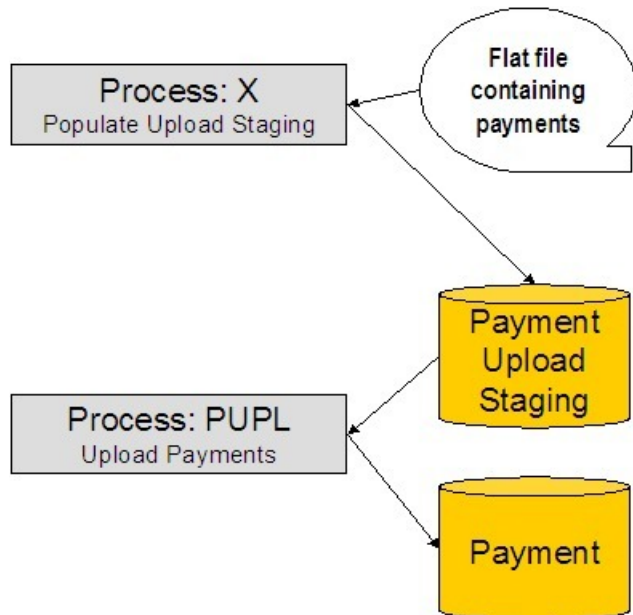 Process: X
Populate Upload Staging
Flat file
containing
payments
Payment
Upload
Staging
Process: PUPL
Upload Payments
Payment